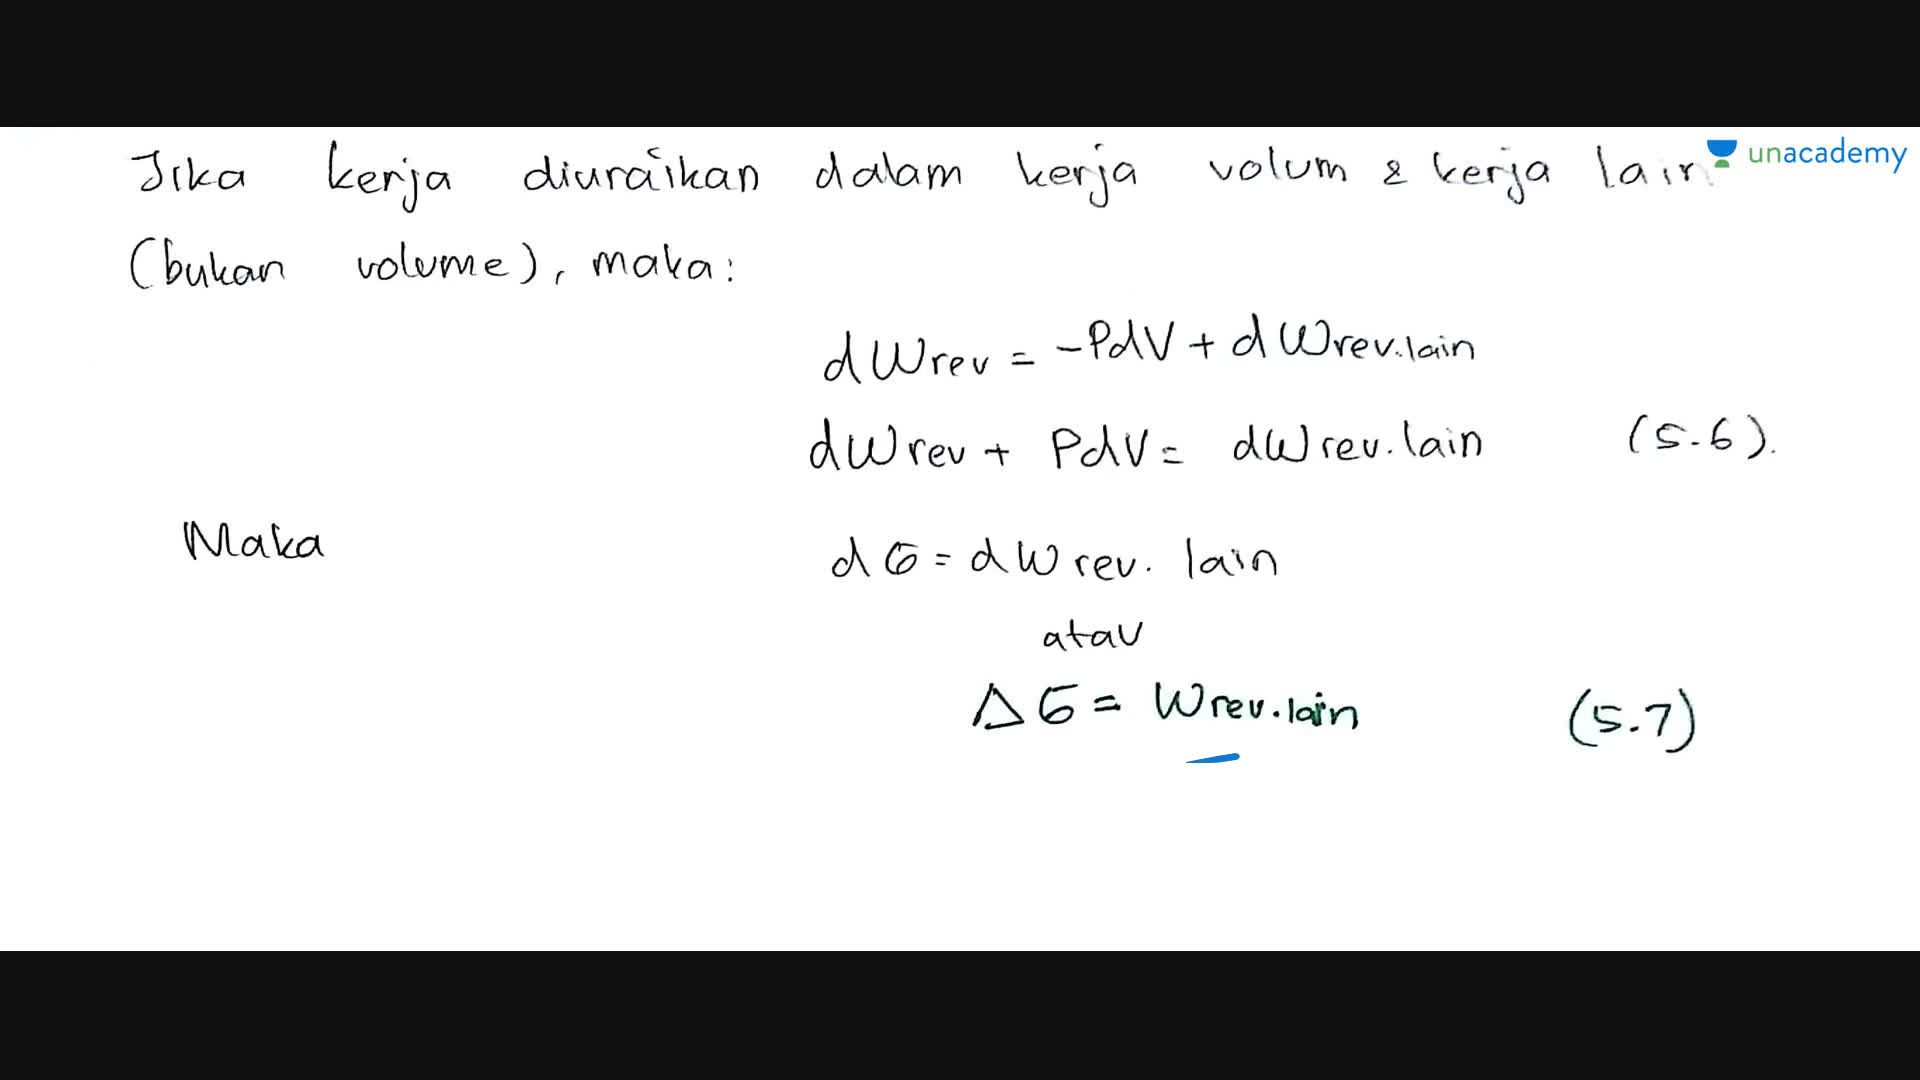 Jika kerja diuraikan dalam kerja volum & kerja lain
unacademy
(bukan volume), maka:
dWrev = -PdV + dWrev.lain
dWrev + PdV = dWrev.lain (5.6).
Maka dG = dWrev. lain
atau
ΔG = Wrev.lain (5.7)